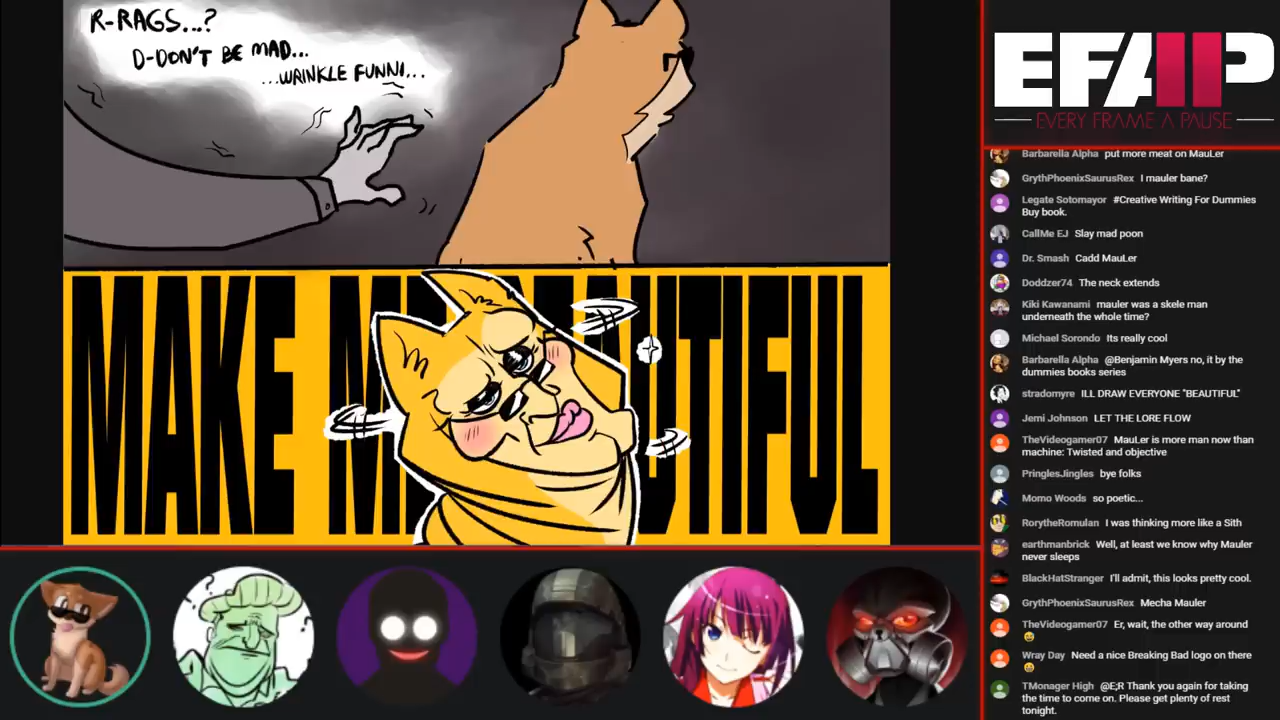 R-RAGS...?
D-DON'T BE MAD...
...WRINKLE FUNNI...
MAKE ME BEAUTIFUL
EFAP
EVERY FRAME A PAUSE
Barbarella Alpha put more meat on MauLer
GrythPhoenixSaurusRex I mauler bane?
Legate Sotomayor #Creative Writing For Dummies
Buy book.
CallMe EJ Slay mad poon
Dr. Smash Cadd MauLer
Doddzer74 The neck extends
Kiki Kawanami mauler was a skele man
underneath the whole time?
Michael Sorondo Its really cool
Barbarella Alpha @Benjamin Myers no, it by the
dummies books series
stradomyre ILL DRAW EVERYONE "BEAUTIFUL"
Jemi Johnson LET THE LORE FLOW
TheVideogamer07 MauLer is more man now than
machine: Twisted and objective
PringlesJingles bye folks
Momo Woods so poetic...
RorytheRomulan I was thinking more like a Sith
earthmanbrick Well, at least we know why Mauler
never sleeps
BlackHatStranger I'll admit, this looks pretty cool.
GrythPhoenixSaurusRex Mecha Mauler
TheVideogamer07 Er, wait, the other way around
Wray Day Need a nice Breaking Bad logo on there
TManager High @E;R Thank you again for taking
the time to come on. Please get plenty of rest
tonight.